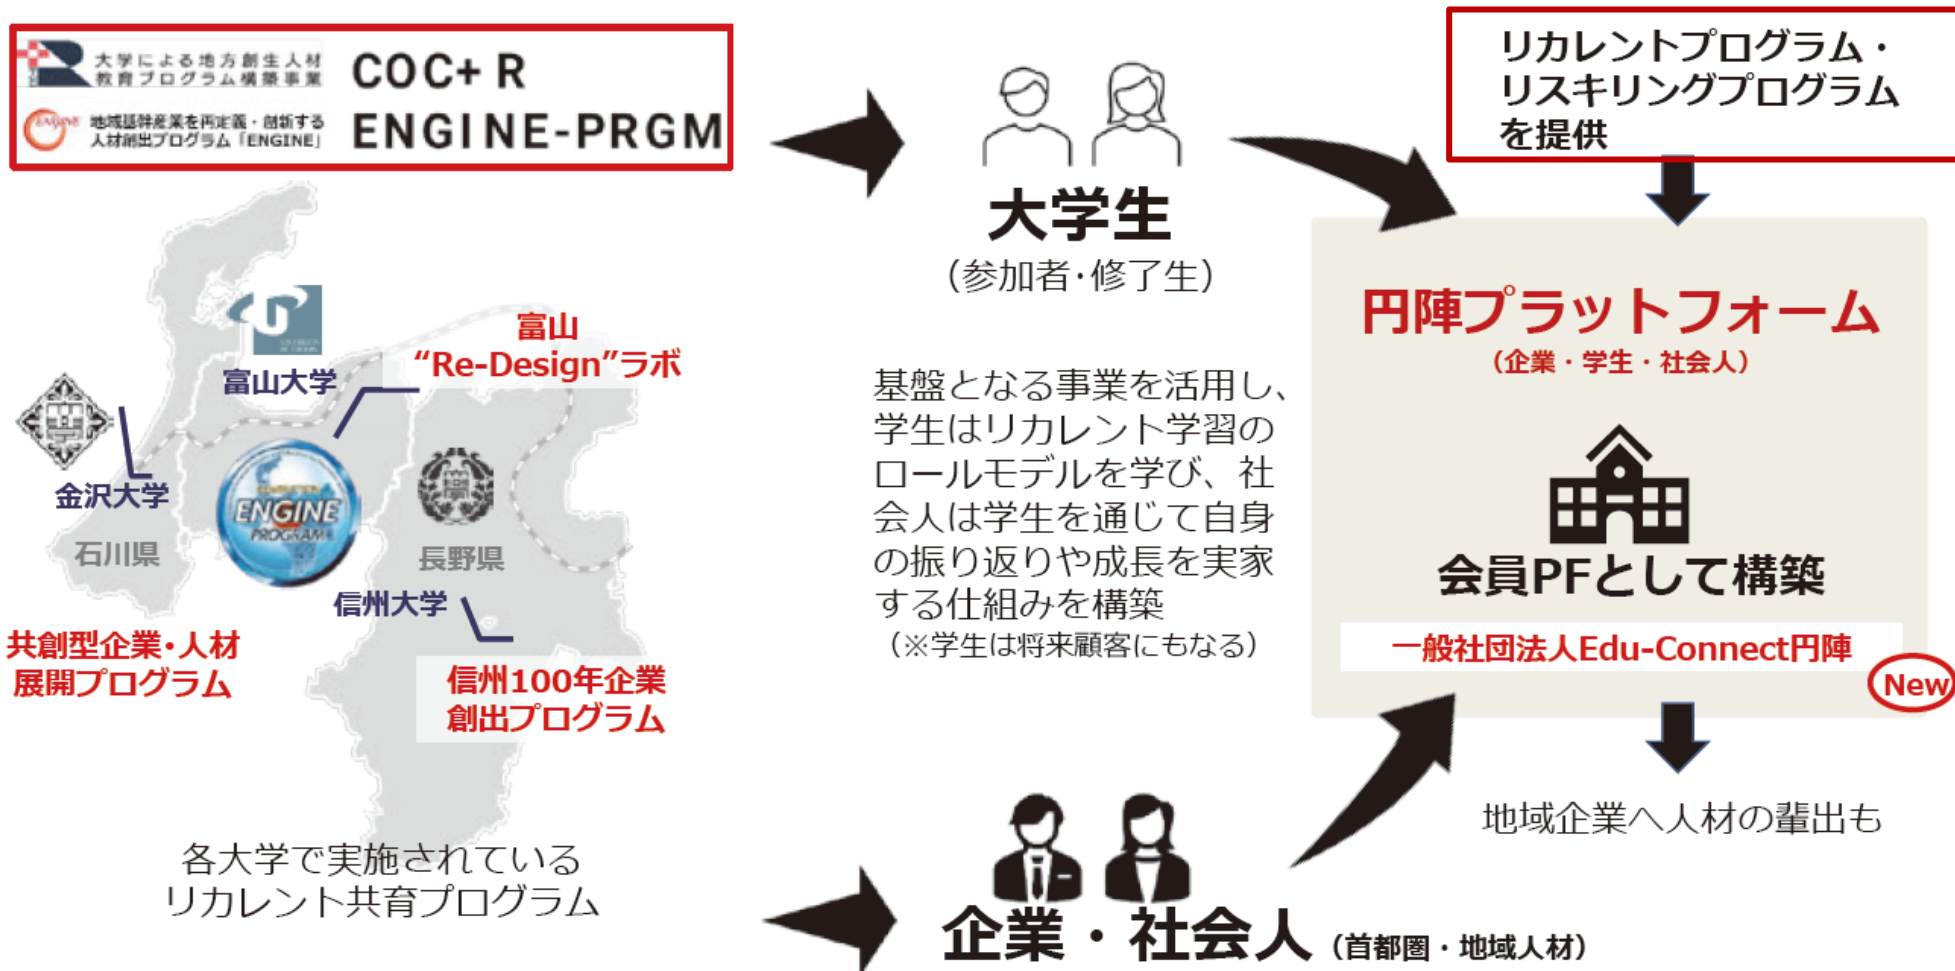 大学による地方創生人材
教育プログラム構築事業
COC+R
地域基幹産業を再定義・創新する
人材創出プログラム「ENGINE」
ENGINE-PRGM
大学生
(参加者・修了生)
リカレントプログラム・
リスキリングプログラム
を提供
富山大学
富山
“Re-Design”ラボ
金沢大学
石川県
ENGINE
PROGRAM
長野県
信州大学
共創型企業・人材
展開プログラム
信州100年企業
創出プログラム
各大学で実施されている
リカレント共育プログラム
基盤となる事業を活用し、
学生はリカレント学習の
ロールモデルを学び、社
会人は学生を通じて自身
の振り返りや成長を実家
する仕組みを構築
(※学生は将来顧客にもなる)
円陣プラットフォーム
(企業・学生・社会人)
会員PFとして構築
一般社団法人Edu-Connect円陣
New
地域企業へ人材の輩出も
企業・社会人(首都圏・地域人材)